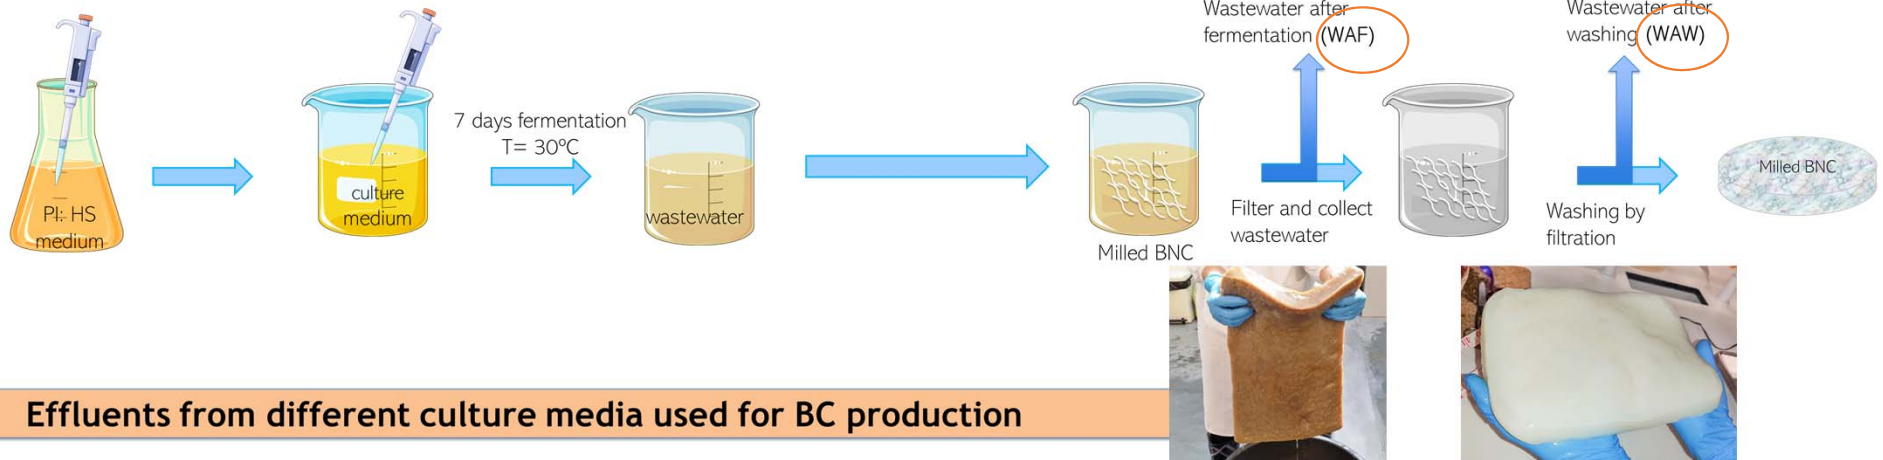 PI: HS
medium
culture
medium
7 days fermentation
T= 30ºC
wastewater
Milled BNC
Wastewater after
fermentation (WAF)
Filter and collect
wastewater
Wastewater after
washing (WAW)
Washing by
filtration
Milled BNC
Effluents from different culture media used for BC production